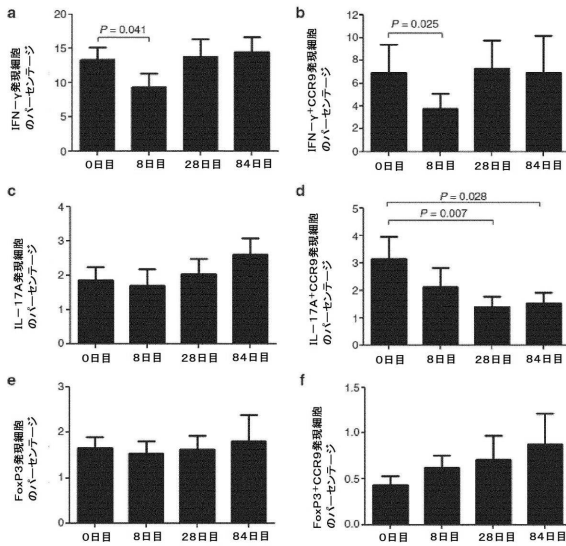 a
P = 0.041
IFN−γ発現細胞
のパーセンテージ
15
10
5
0
0日目 8日目 28日目 84日目
b
P = 0.025
IFN−γ⁺CCR9発現細胞
のパーセンテージ
12
10
8
6
4
2
0
0日目 8日目 28日目 84日目
c
IL−17A発現細胞
のパーセンテージ
4
3
2
1
0
0日目 8日目 28日目 84日目
d
P = 0.028
P = 0.007
IL−17A⁺CCR9発現細胞
のパーセンテージ
5
4
3
2
1
0
0日目 8日目 28日目 84日目
e
FoxP3発現細胞
のパーセンテージ
3
2
1
0
0日目 8日目 28日目 84日目
f
FoxP3⁺CCR9発現細胞
のパーセンテージ
1.5
1.0
0.5
0.0
0日目 8日目 28日目 84日目